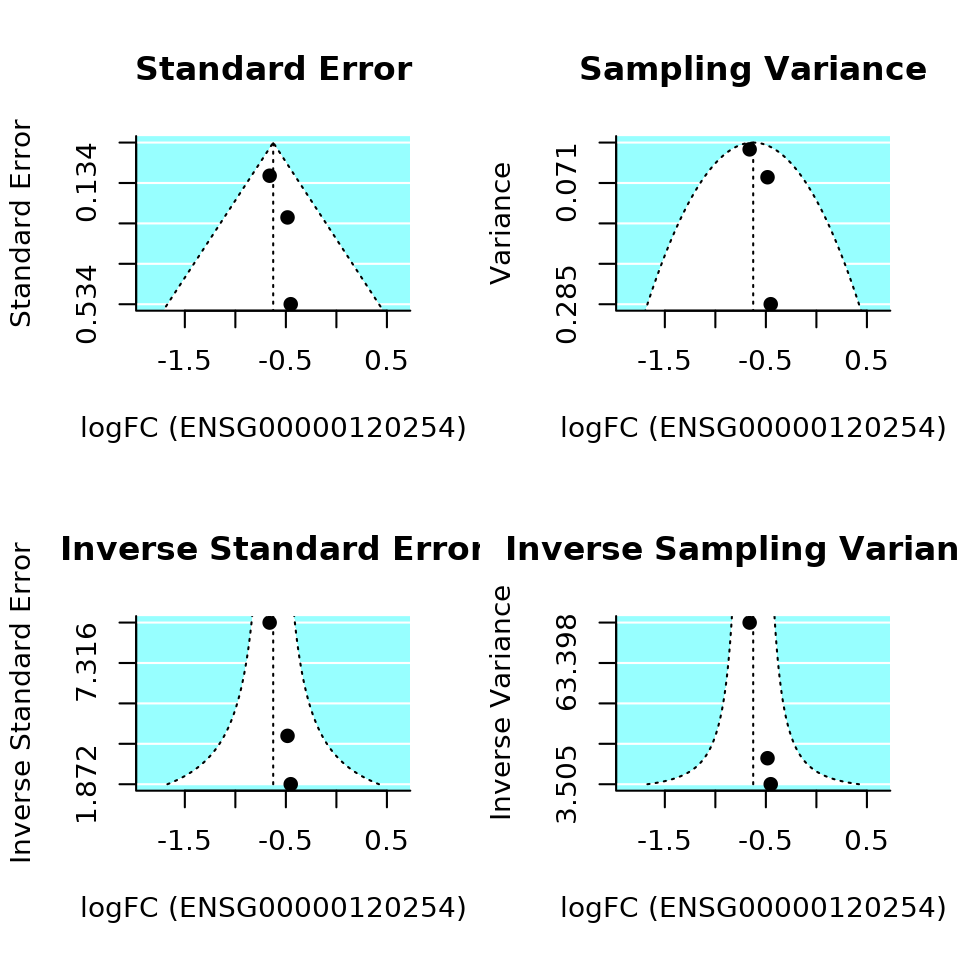 Standard Error
Standard Error
0.134
0.534
-1.5 -0.5 0.5
logFC (ENSG00000120254)
Sampling Variance
Variance
0.071
0.285
-1.5 -0.5 0.5
logFC (ENSG00000120254)
Inverse Standard Error
Inverse Standard Error
7.316
1.872
-1.5 -0.5 0.5
logFC (ENSG00000120254)
Inverse Sampling Varian
Inverse Variance
63.398
3.505
-1.5 -0.5 0.5
logFC (ENSG00000120254)